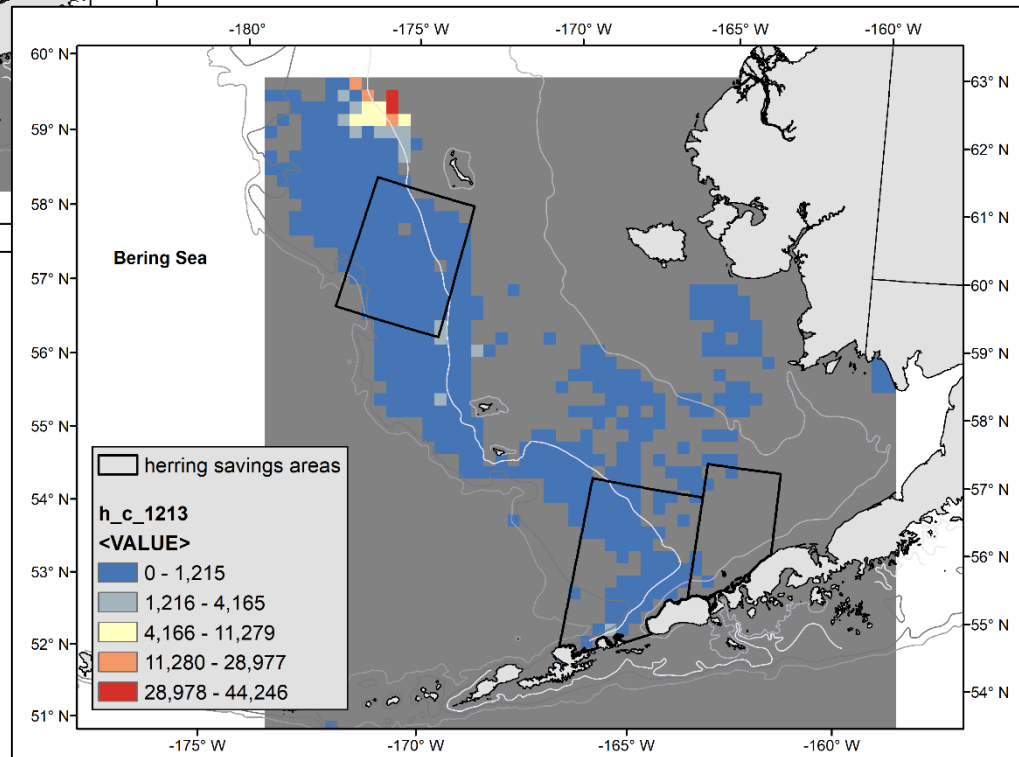 -180° -175° W -170° W -165° W -160° W
60° N
63° N
59° N
62° N
58° N
61° N
Bering Sea
57° N
60° N
56° N
59° N
55° N
58° N
herring savings areas
54° N
57° N
h_c_1213
<VALUE>
53° N
56° N
0 - 1,215
1,216 - 4,165
52° N
55° N
4,166 - 11,279
11,280 - 28,977
28,978 - 44,246
54° N
51° N
-175° W -170° W -165° W -160° W